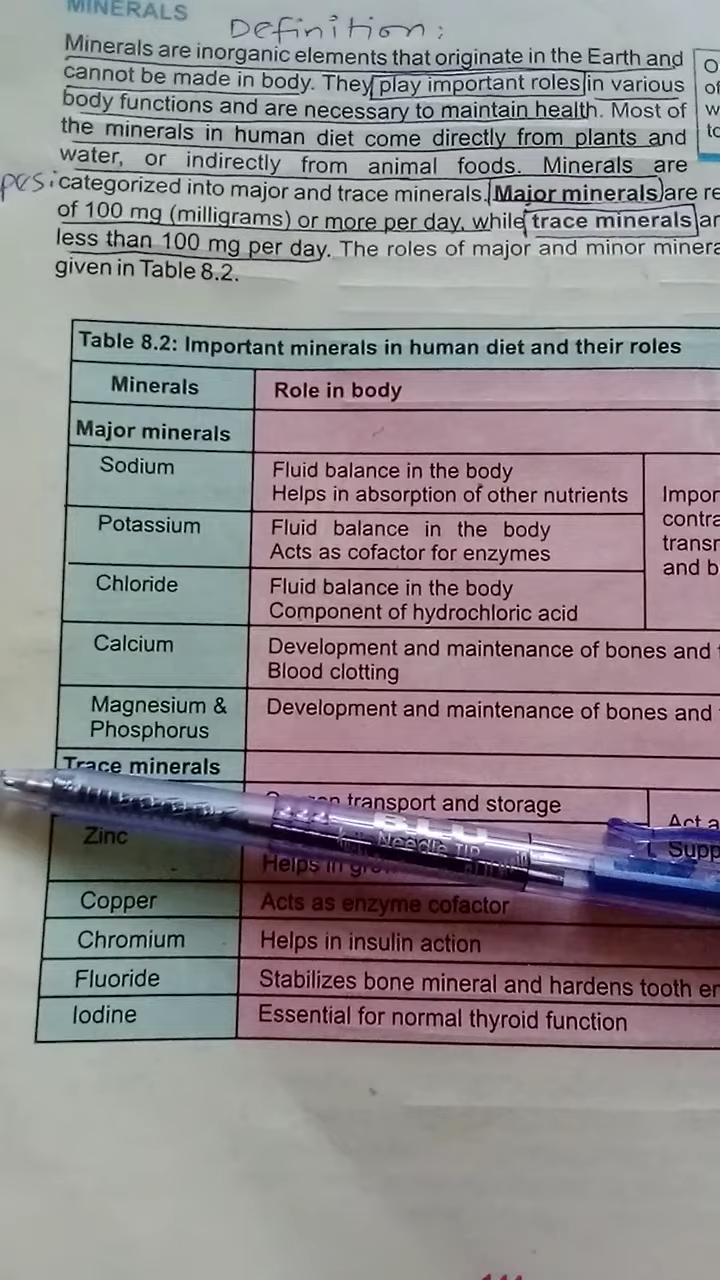 MINERALS
Definition:
Minerals are inorganic elements that originate in the Earth and
cannot be made in body. They play important roles in various
body functions and are necessary to maintain health. Most of
the minerals in human diet come directly from plants and
water, or indirectly from animal foods. Minerals are
categorized into major and trace minerals. Major minerals are re
of 100 mg (milligrams) or more per day, while trace minerals ar
less than 100 mg per day. The roles of major and minor minera
given in Table 8.2.
O
of
w
to
Table 8.2: Important minerals in human diet and their roles
Minerals Role in body
Major minerals
Sodium Fluid balance in the body
Helps in absorption of other nutrients
Potassium Fluid balance in the body
Acts as cofactor for enzymes
Chloride Fluid balance in the body
Component of hydrochloric acid
Impor
contra
transm
and b
Calcium Development and maintenance of bones and
Blood clotting
Magnesium & Development and maintenance of bones and
Phosphorus
Trace minerals
transport and storage
Act a
Zinc
Supp
Helps in
BLU
Needle TIP
Copper Acts as enzyme cofactor
Chromium Helps in insulin action
Fluoride Stabilizes bone mineral and hardens tooth en
Iodine Essential for normal thyroid function